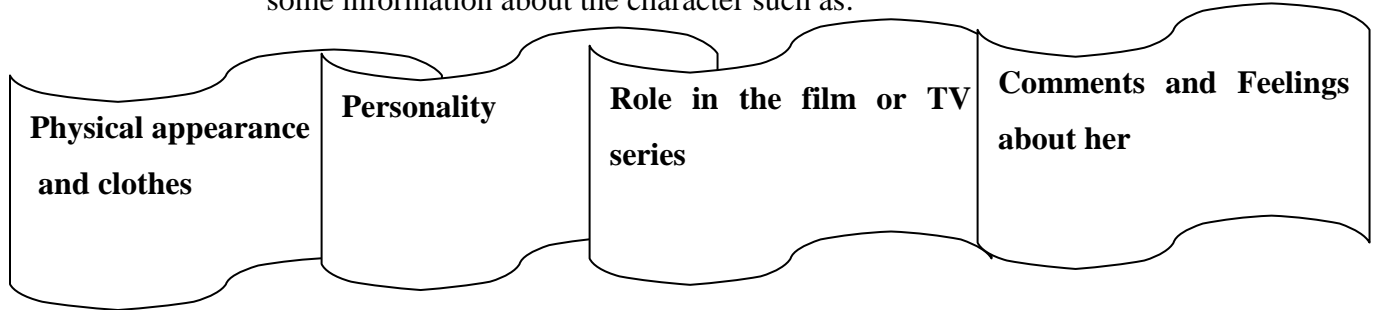 some information about the character such as:
Physical appearance
and clothes
Personality
Role in the film or TV
series
Comments and Feelings
about her